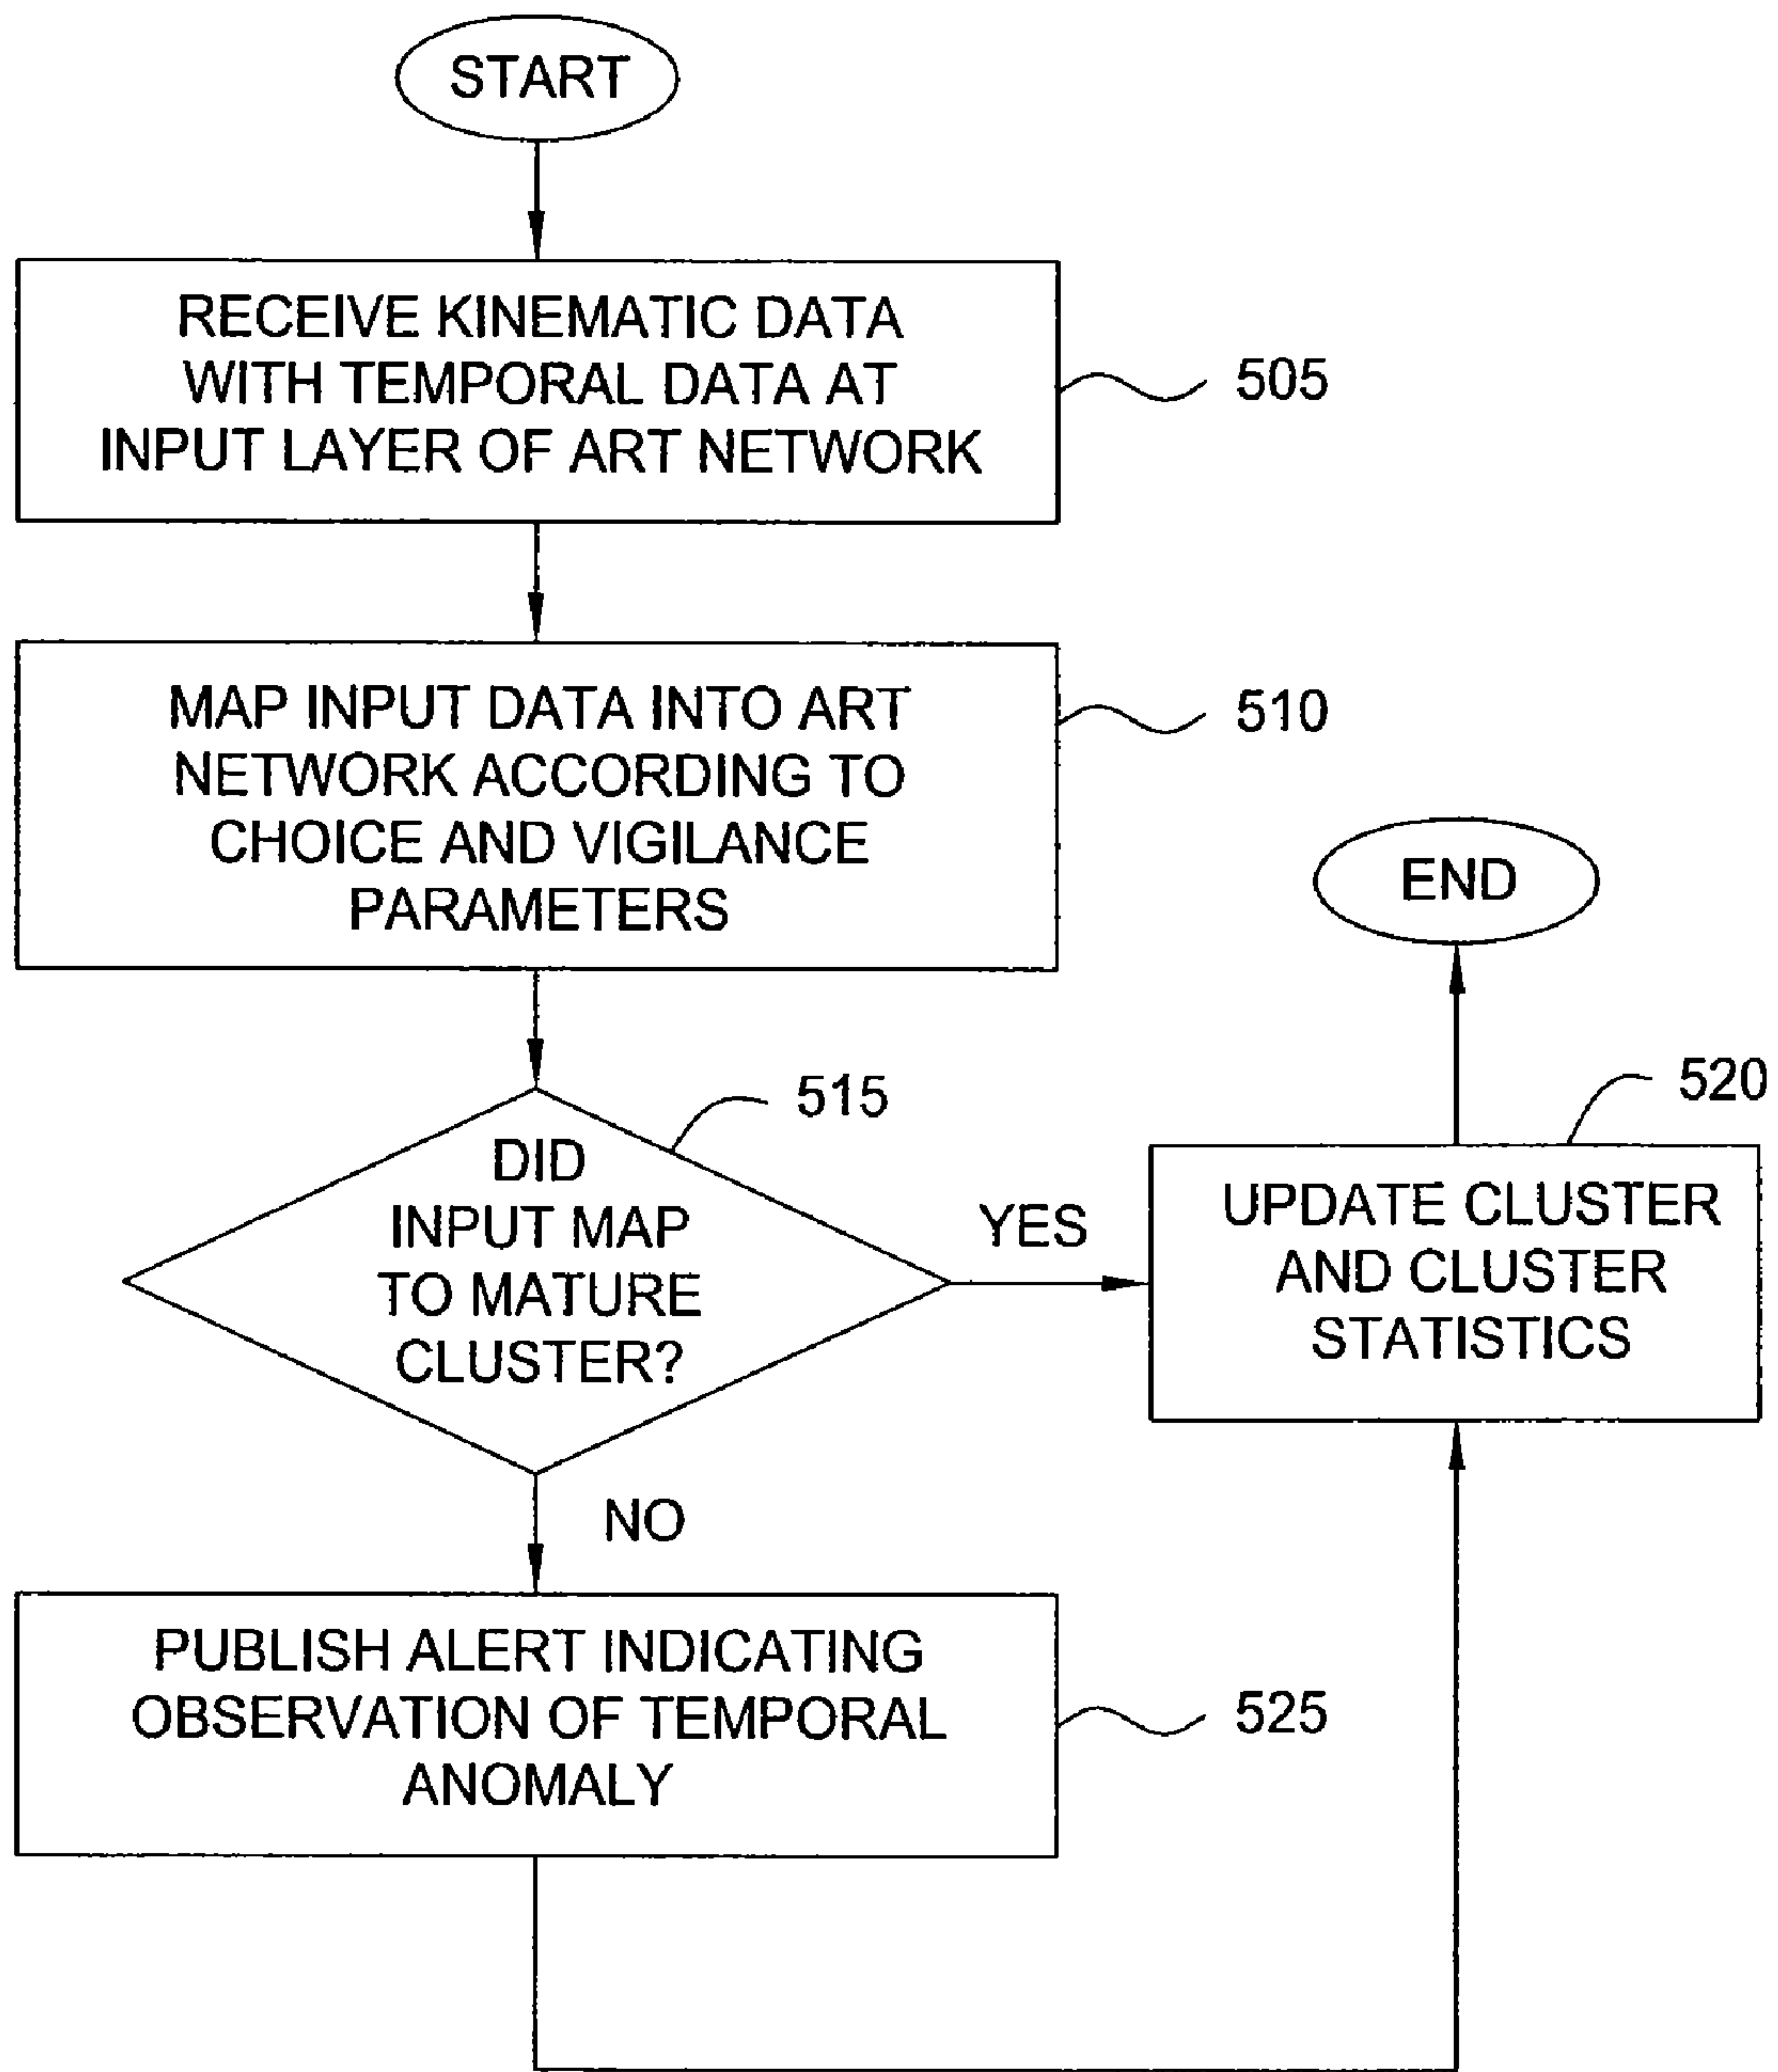 START
RECEIVE KINEMATIC DATA
WITH TEMPORAL DATA AT
INPUT LAYER OF ART NETWORK
505
MAP INPUT DATA INTO ART
NETWORK ACCORDING TO
CHOICE AND VIGILANCE
PARAMETERS
510
DID
INPUT MAP
TO MATURE
CLUSTER?
515
YES
NO
UPDATE CLUSTER
AND CLUSTER
STATISTICS
520
END
PUBLISH ALERT INDICATING
OBSERVATION OF TEMPORAL
ANOMALY
525